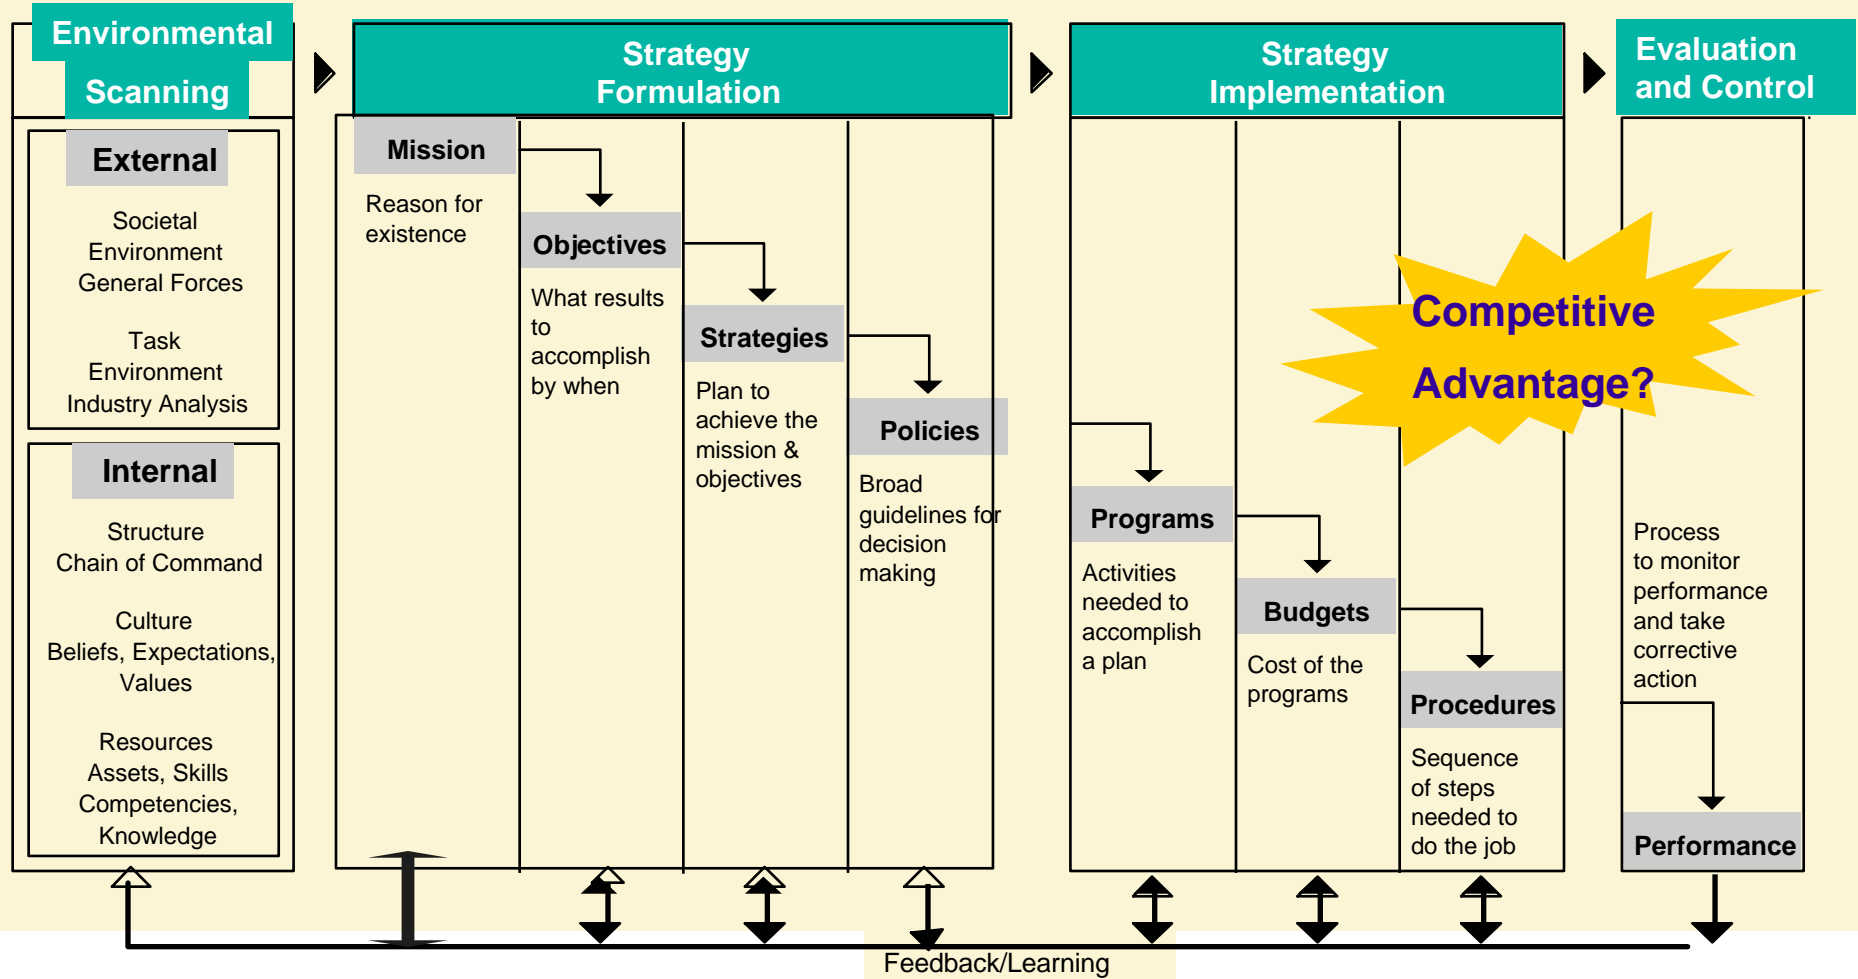 Environmental
Scanning
External
Societal
Environment
General Forces
Task
Environment
Industry Analysis
Internal
Structure
Chain of Command
Culture
Beliefs, Expectations,
Values
Resources
Assets, Skills
Competencies,
Knowledge
Strategy
Formulation
Mission
Reason for
existence
Objectives
What results
to
accomplish
by when
Strategies
Plan to
achieve the
mission &
objectives
Policies
Broad
guidelines for
decision
making
Strategy
Implementation
Programs
Activities
needed to
accomplish
a plan
Budgets
Cost of the
programs
Procedures
Sequence
of steps
needed to
do the job
Competitive
Advantage?
Evaluation
and Control
Process
to monitor
performance
and take
corrective
action
Performance
Feedback/Learning